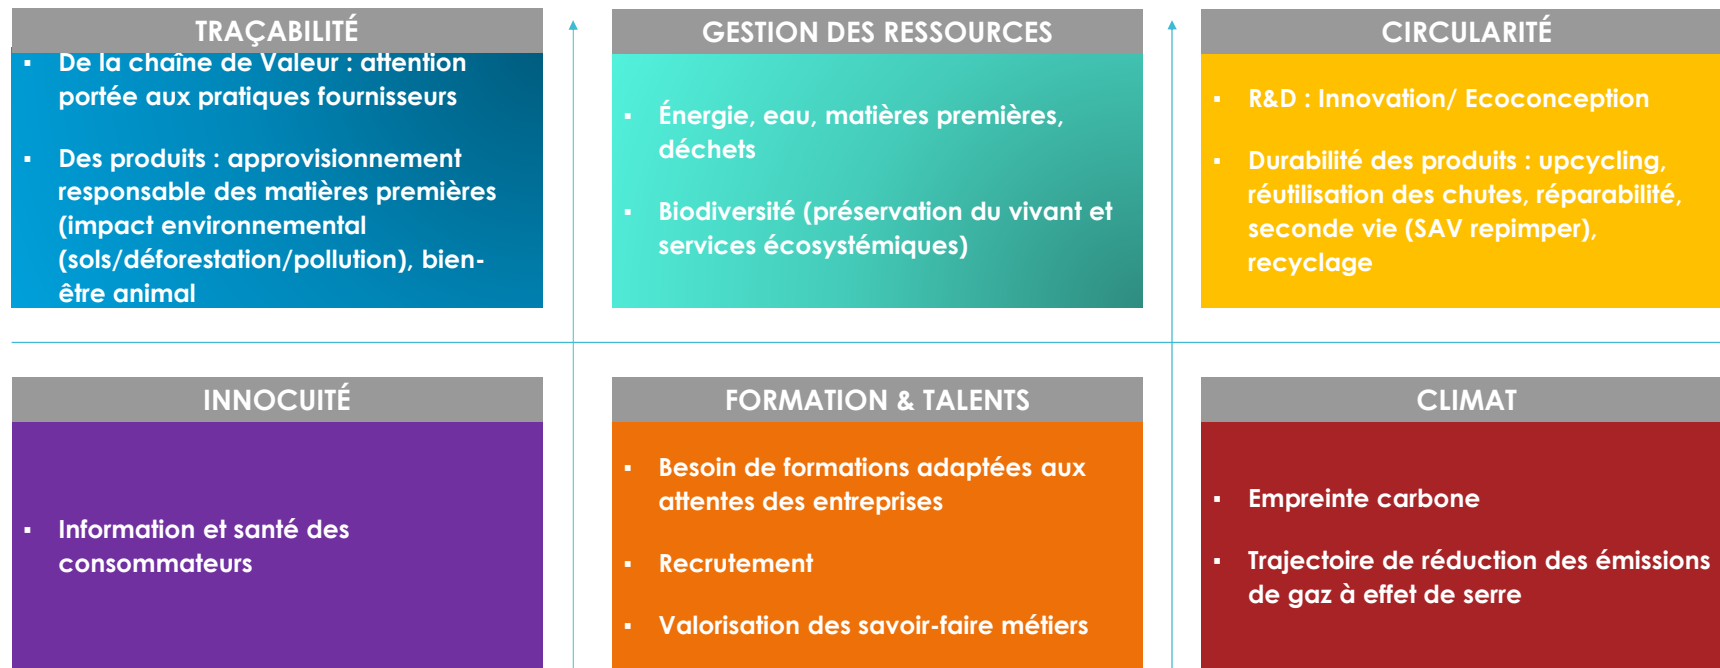 TRAÇABILITÉ
▪ De la chaîne de Valeur : attention
portée aux pratiques fournisseurs
▪ Des produits : approvisionnement
responsable des matières premières
(impact environnemental
(sols/déforestation/pollution), bien-
être animal
GESTION DES RESSOURCES
▪ Énergie, eau, matières premières,
déchets
▪ Biodiversité (préservation du vivant et
services écosystémiques)
CIRCULARITÉ
▪ R&D : Innovation/ Ecoconception
▪ Durabilité des produits : upcycling,
réutilisation des chutes, réparabilité,
seconde vie (SAV repimper),
recyclage
INNOCUITÉ
▪ Information et santé des
consommateurs
FORMATION & TALENTS
▪ Besoin de formations adaptées aux
attentes des entreprises
▪ Recrutement
▪ Valorisation des savoir-faire métiers
CLIMAT
▪ Empreinte carbone
▪ Trajectoire de réduction des émissions
de gaz à effet de serre